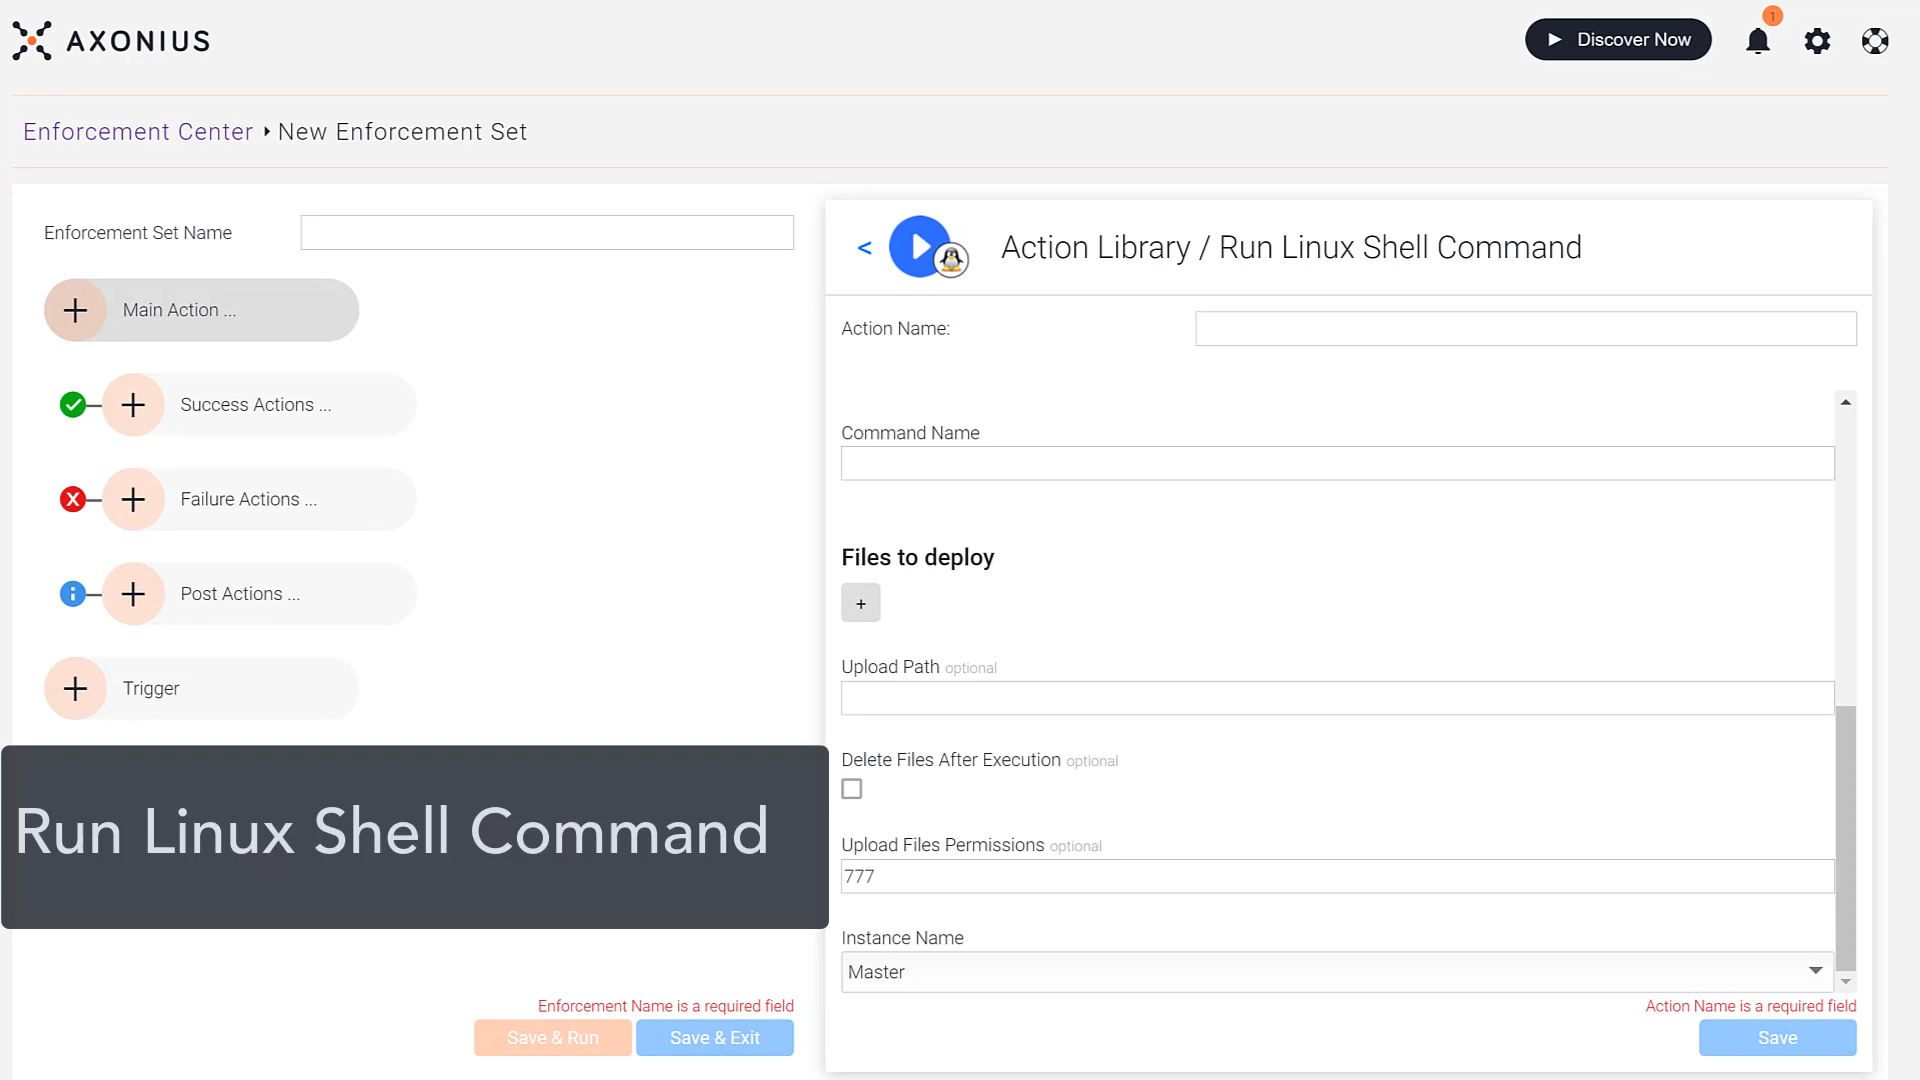 AXONIUS
Discover Now
1
Enforcement Center New Enforcement Set
Enforcement Set Name
Main Action ...
Success Actions ...
Failure Actions ...
Post Actions ...
Trigger
Run Linux Shell Command
Enforcement Name is a required field
Save & Run
Save & Exit
< Action Library / Run Linux Shell Command
Action Name:
Command Name
Files to deploy
+
Upload Path optional
Delete Files After Execution optional
Upload Files Permissions optional
777
Instance Name
Master
Action Name is a required field
Save